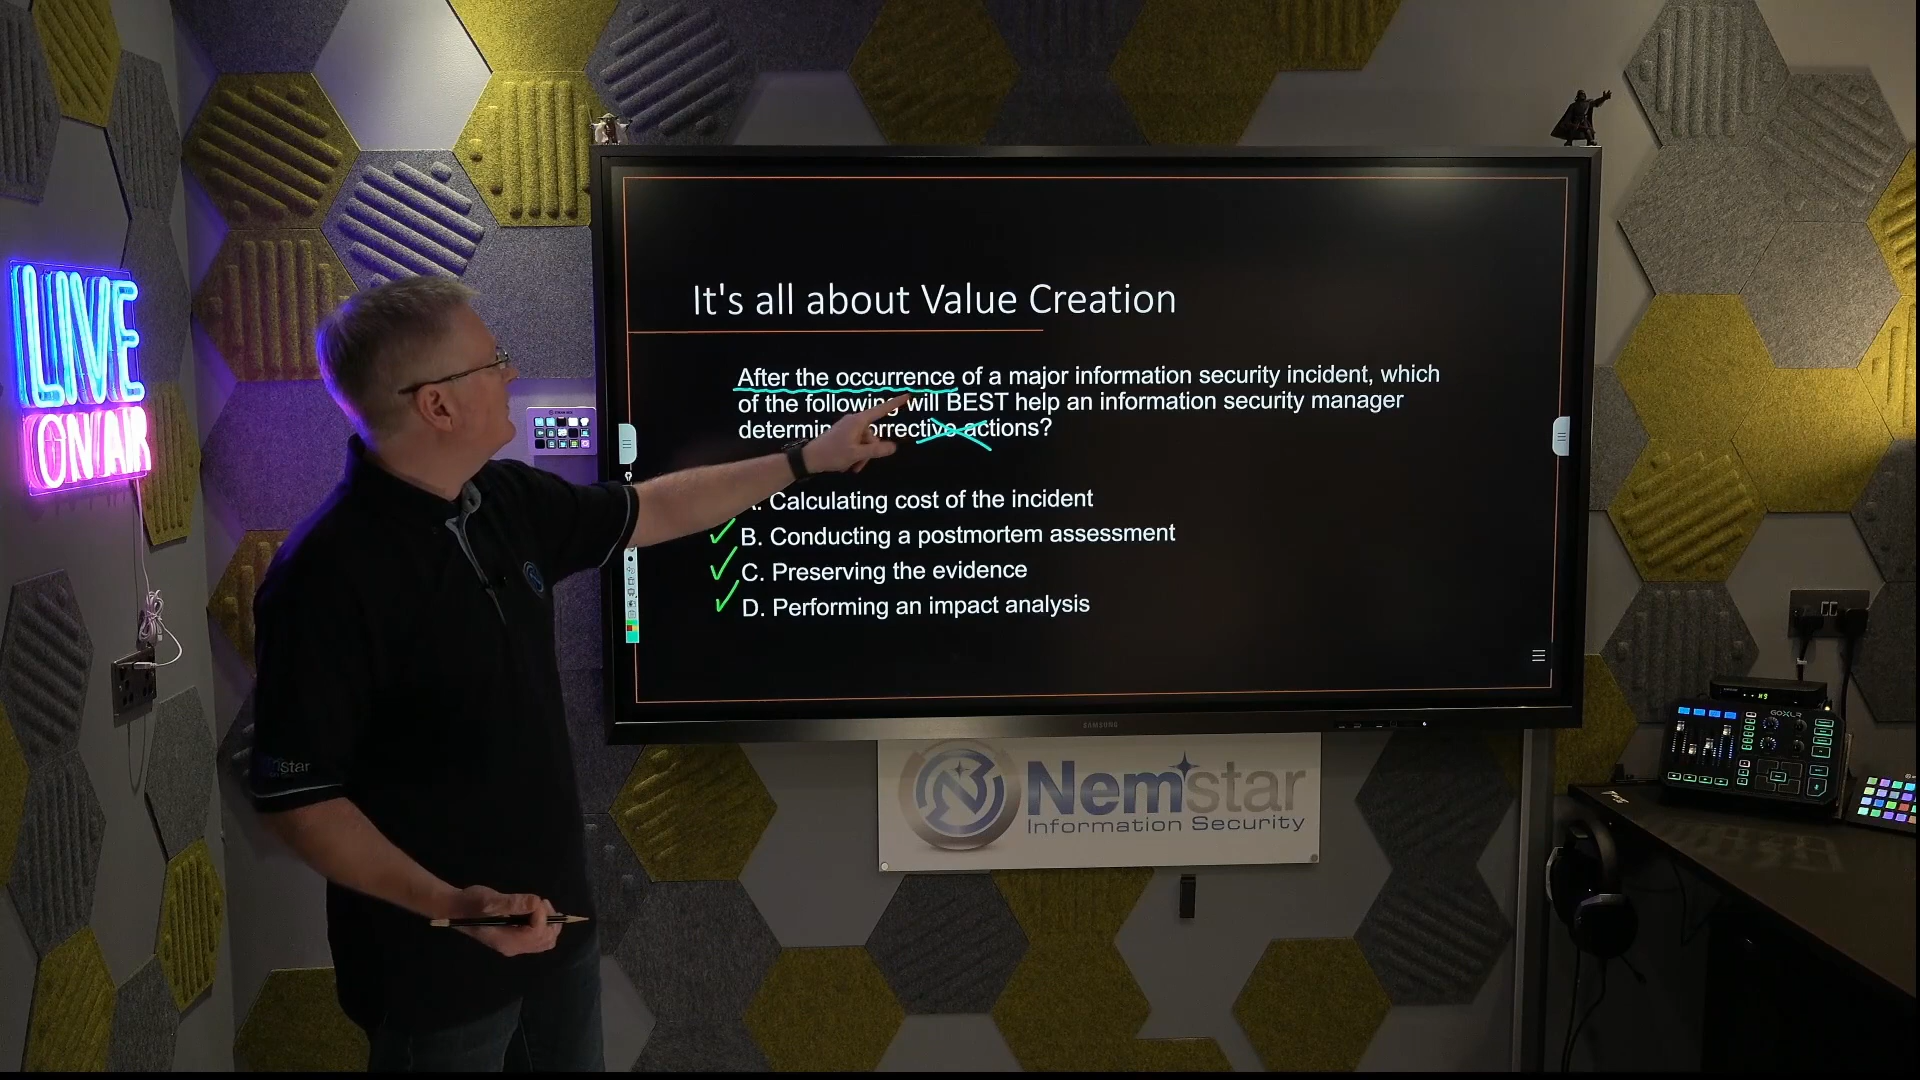 LIVE
ON AIR
It's all about Value Creation
After the occurrence of a major information security incident, which
of the following will BEST help an information security manager
actions?
Calculating cost of the incident
B. Conducting a postmortem assessment
C. Preserving the evidence
D. Performing an impact analysis
SAMSUNG
Nemstar
Information Security
GOXLR
star